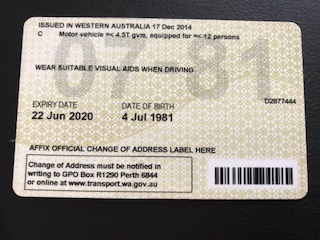 ISSUED IN WESTERN AUSTRALIA 17 Dec 2014
C Motor vehicle =< 4.5T gvm, equipped for =< 12 persons
07 81
WEAR SUITABLE VISUAL AIDS WHEN DRIVING
D2877444
EXPIRY DATE DATE OF BIRTH
22 Jun 2020 4 Jul 1981
AFFIX OFFICIAL CHANGE OF ADDRESS LABEL HERE
Change of Address must be notified in
writing to GPO Box R1290 Perth 6844
or online at www.transport.wa.gov.au